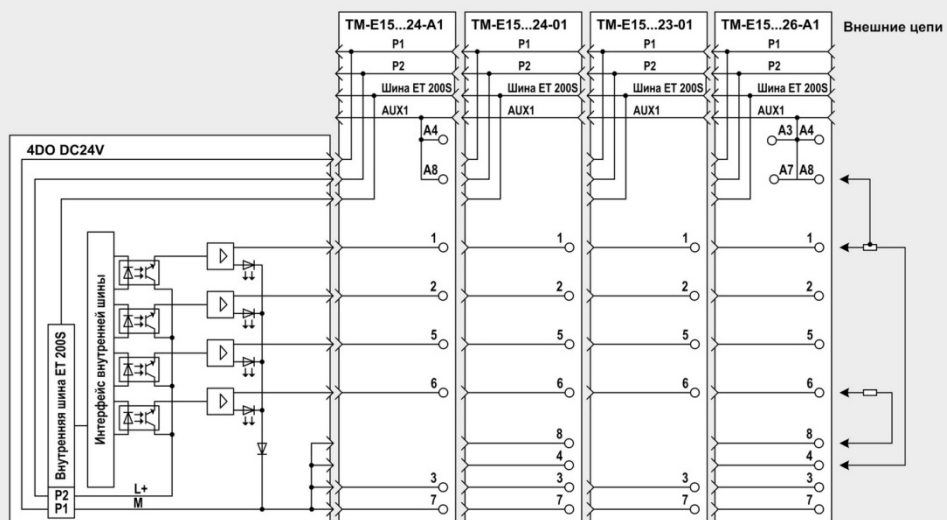 TM-E15...24-A1 TM-E15...24-01 TM-E15...23-01 TM-E15...26-A1 Внешние цепи
P1 P1 P1 P1
P2 P2 P2 P2
Шина ET 200S Шина ET 200S Шина ET 200S Шина ET 200S
AUX1 AUX1 AUX1 AUX1
A4 A3 A4
4DO DC24V
A8 A7 A8
1 1 1 1
2 2 2 2
5 5 5 5
6 6 6 6
Внутренняя шина ET 200S
Интерфейс внутренней шины
8 8
4 4
3 3 3 3
P2 L+
P1 M
7 7 7 7